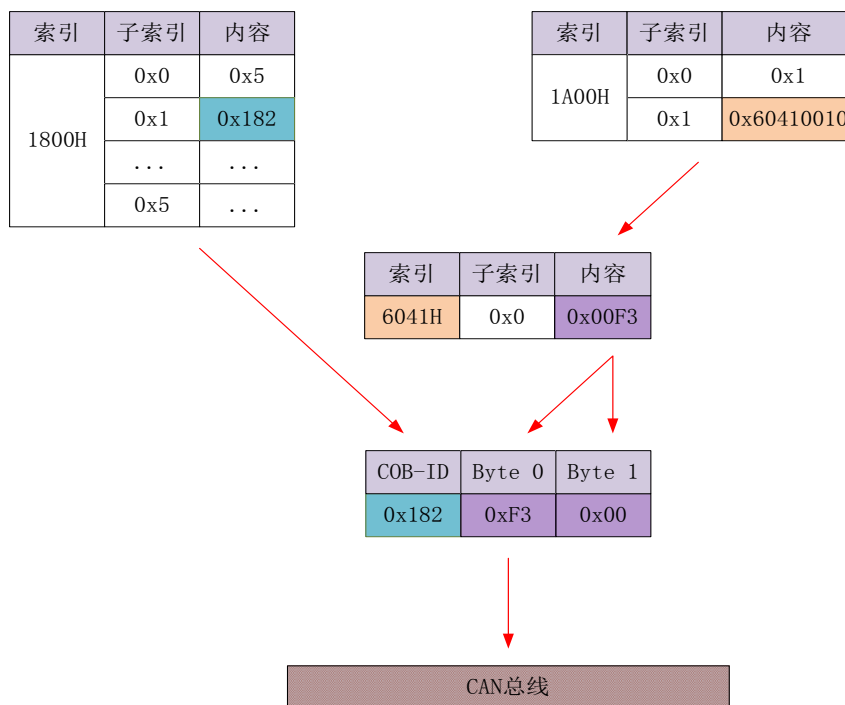 索引 子索引 内容
1800H
0x0 0x5
0x1 0x182
... ...
0x5 ...
索引 子索引 内容
1A00H
0x0 0x1
0x1 0x60410010
索引 子索引 内容
6041H 0x0 0x00F3
COB-ID Byte 0 Byte 1
0x182 0xF3 0x00
CAN总线